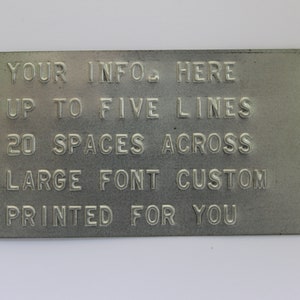 YOUR INFO. HERE
UP TO FIVE LINES
20 SPACES ACROSS
LARGE FONT CUSTOM
PRINTED FOR YOU